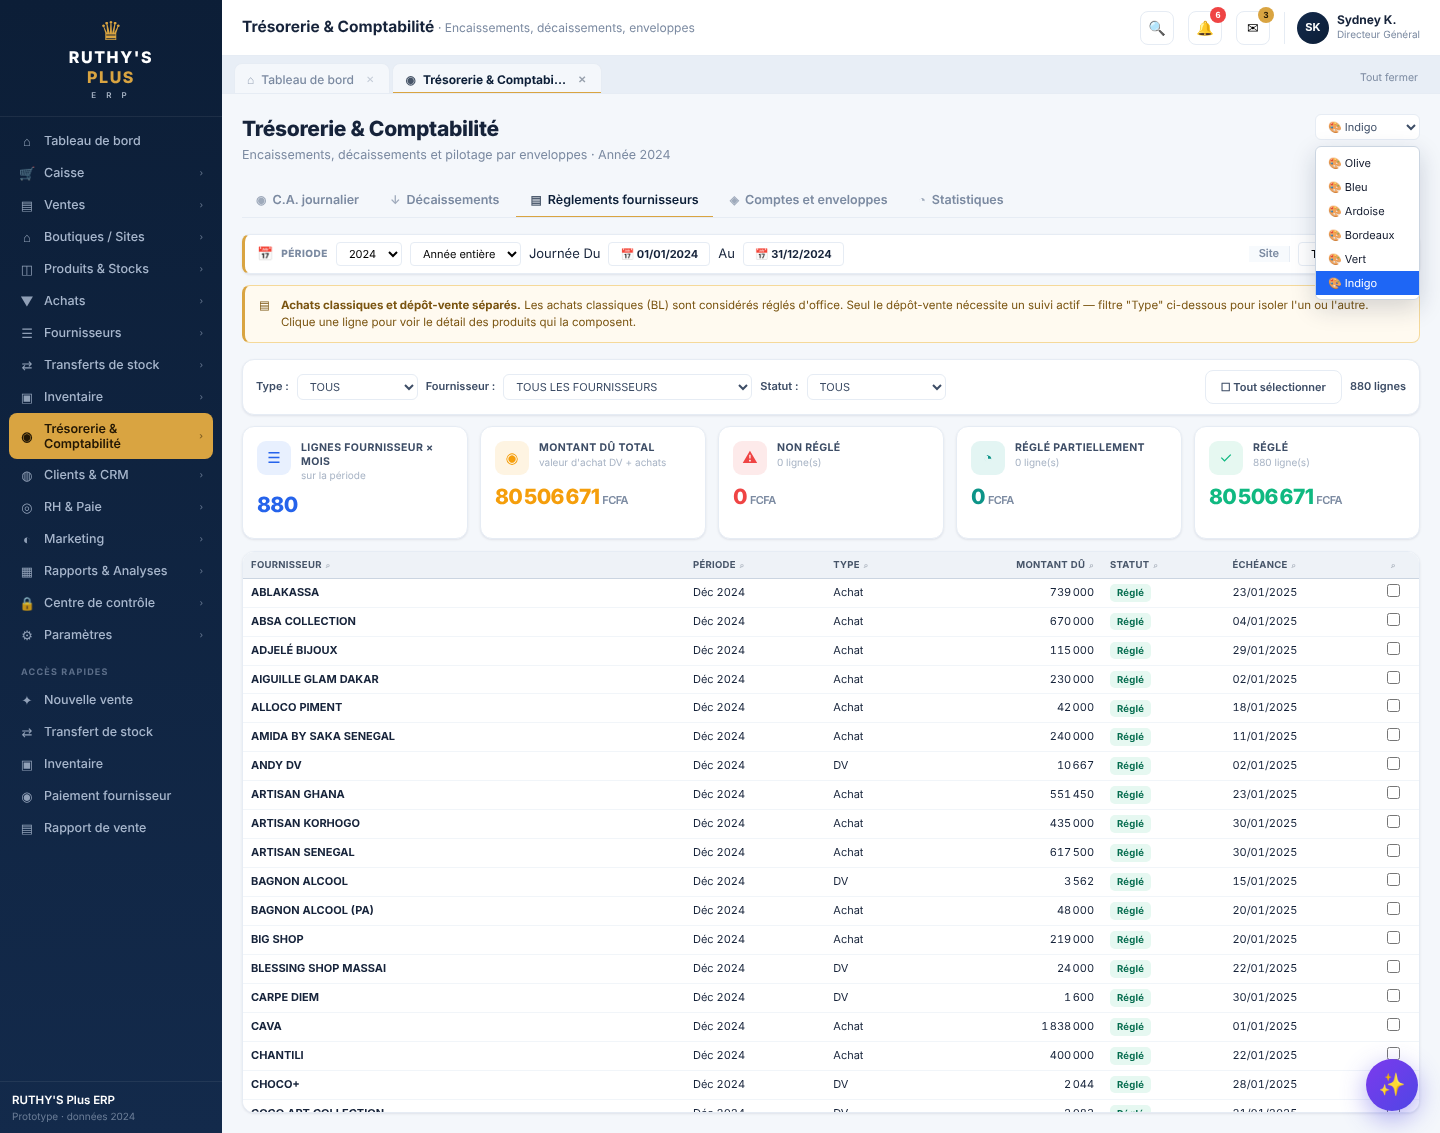 RUTHY'S
PLUS
E R P
Tableau de bord
Caisse
Ventes
Boutiques / Sites
Produits & Stocks
Achats
Fournisseurs
Transferts de stock
Inventaire
Trésorerie &
Comptabilité
Clients & CRM
RH & Paie
Marketing
Rapports & Analyses
Centre de contrôle
Paramètres
ACCÈS RAPIDES
Nouvelle vente
Transfert de stock
Inventaire
Paiement fournisseur
Rapport de vente
RUTHY'S Plus ERP
Prototype · données 2024
Trésorerie & Comptabilité · Encaissements, décaissements, enveloppes
6
3
SK
Sydney K.
Directeur Général
Tableau de bord ×
Trésorerie & Comptabi... ×
Tout fermer
Trésorerie & Comptabilité
Encaissements, décaissements et pilotage par enveloppes · Année 2024
Indigo
Olive
Bleu
Ardoise
Bordeaux
Vert
Indigo
C.A. journalier
Décaissements
Règlements fournisseurs
Comptes et enveloppes
Statistiques
PÉRIODE 2024 Année entière Journée Du 01/01/2024 Au 31/12/2024 Site T
Achats classiques et dépôt-vente séparés. Les achats classiques (BL) sont considérés réglés d'office. Seul le dépôt-vente nécessite un suivi actif — filtre "Type" ci-dessous pour isoler l'un ou l'autre.
Clique une ligne pour voir le détail des produits qui la composent.
Type : TOUS Fournisseur : TOUS LES FOURNISSEURS Statut : TOUS ☐ Tout sélectionner 880 lignes
LIGNES FOURNISSEUR ×
MOIS
sur la période
880
MONTANT DÛ TOTAL
valeur d'achat DV + achats
80 506 671 FCFA
NON RÉGLÉ
0 ligne(s)
0 FCFA
RÉGLÉ PARTIELLEMENT
0 ligne(s)
0 FCFA
RÉGLÉ
880 ligne(s)
80 506 671 FCFA
FOURNISSEUR PÉRIODE TYPE MONTANT DÛ STATUT ÉCHÉANCE
ABLAKASSA Déc 2024 Achat 739 000 Réglé 23/01/2025
ABSA COLLECTION Déc 2024 Achat 670 000 Réglé 04/01/2025
ADJELÉ BIJOUX Déc 2024 Achat 115 000 Réglé 29/01/2025
AIGUILLE GLAM DAKAR Déc 2024 Achat 230 000 Réglé 02/01/2025
ALLOCO PIMENT Déc 2024 Achat 42 000 Réglé 18/01/2025
AMIDA BY SAKA SENEGAL Déc 2024 Achat 240 000 Réglé 11/01/2025
ANDY DV Déc 2024 DV 10 667 Réglé 02/01/2025
ARTISAN GHANA Déc 2024 Achat 551 450 Réglé 23/01/2025
ARTISAN KORHOGO Déc 2024 Achat 435 000 Réglé 30/01/2025
ARTISAN SENEGAL Déc 2024 Achat 617 500 Réglé 30/01/2025
BAGNON ALCOOL Déc 2024 DV 3 562 Réglé 15/01/2025
BAGNON ALCOOL (PA) Déc 2024 Achat 48 000 Réglé 20/01/2025
BIG SHOP Déc 2024 Achat 219 000 Réglé 20/01/2025
BLESSING SHOP MASSAI Déc 2024 DV 24 000 Réglé 22/01/2025
CARPE DIEM Déc 2024 DV 1 600 Réglé 30/01/2025
CAVA Déc 2024 Achat 1 838 000 Réglé 01/01/2025
CHANTILI Déc 2024 Achat 400 000 Réglé 22/01/2025
CHOCO+ Déc 2024 DV 2 044 Réglé 28/01/2025